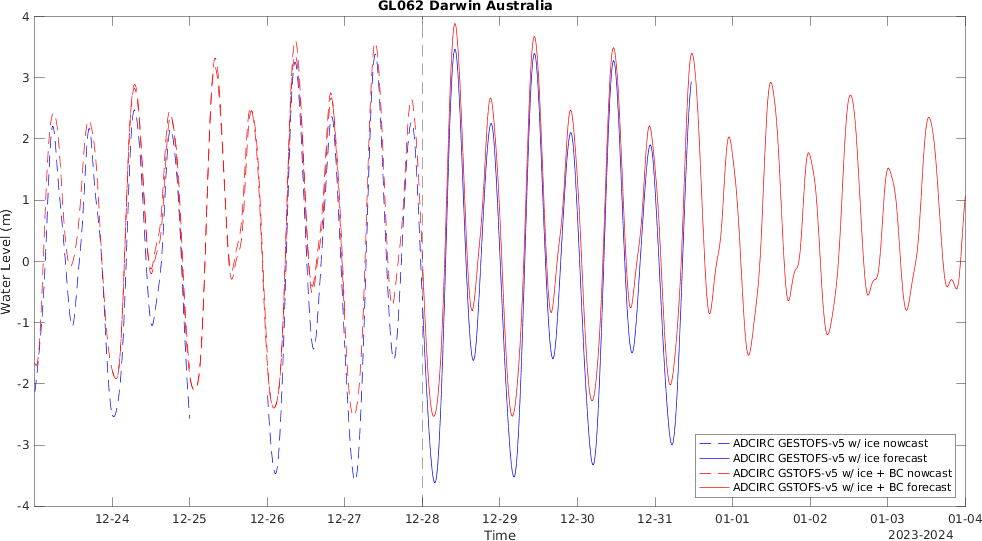 GL062 Darwin Australia
4
3
2
1
0
-1
-2
-3
-4
Water Level (m)
12-24 12-25 12-26 12-27 12-28 12-29 12-30 12-31 01-01 01-02 01-03 01-04
Time
2023-2024
ADCIRC GESTOFS-v5 w/ ice nowcast
ADCIRC GESTOFS-v5 w/ ice forecast
ADCIRC GSTOFS-v5 w/ ice + BC nowcast
ADCIRC GSTOFS-v5 w/ ice + BC forecast